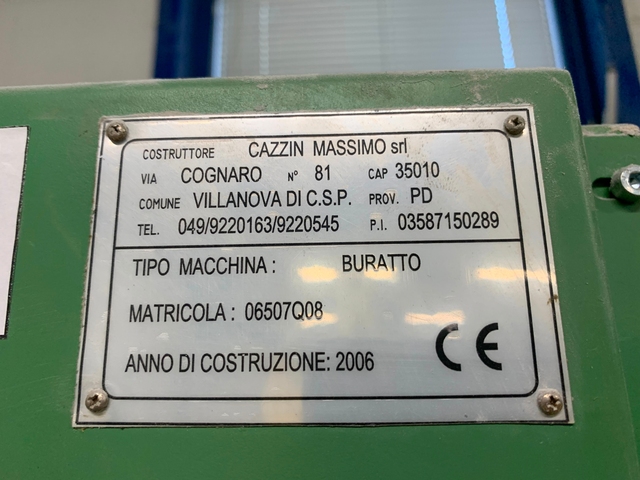 COSTRUTTORE CAZZIN MASSIMO srl
VIA COGNARO N° 81 CAP 35010
COMUNE VILLANOVA DI C.S.P. PROV. PD
TEL. 049/9220163/9220545 P.I. 03587150289
TIPO MACCHINA : BURATTO
MATRICOLA : 06507Q08
ANNO DI COSTRUZIONE: 2006
CE